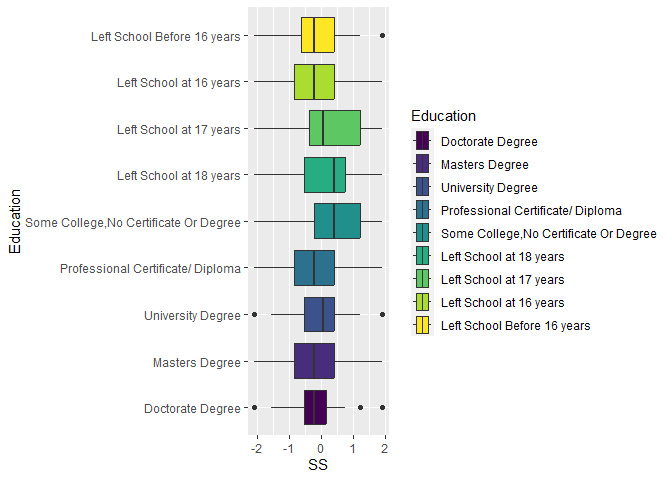 Left School Before 16 years
Left School at 16 years
Left School at 17 years
Left School at 18 years
Some College,No Certificate Or Degree
Professional Certificate/ Diploma
University Degree
Masters Degree
Doctorate Degree
Education
-2 -1 0 1 2
SS
Education
Doctorate Degree
Masters Degree
University Degree
Professional Certificate/ Diploma
Some College,No Certificate Or Degree
Left School at 18 years
Left School at 17 years
Left School at 16 years
Left School Before 16 years